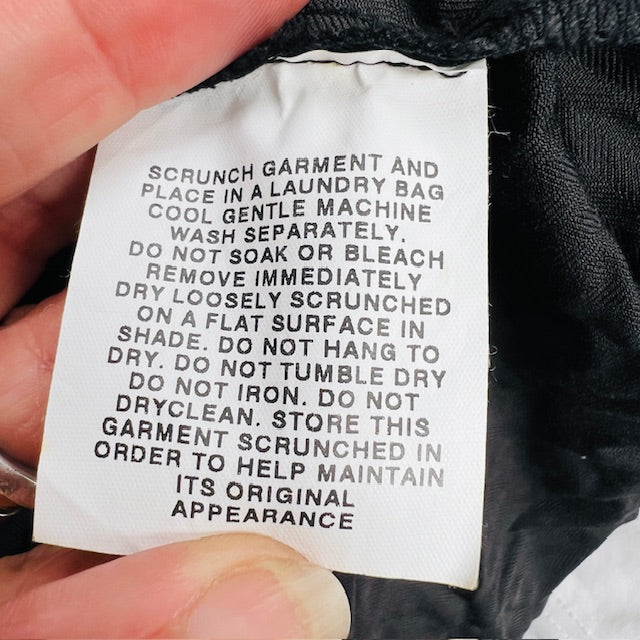 SCRUNCH GARMENT AND
PLACE IN A LAUNDRY BAG
COOL GENTLE MACHINE
WASH SEPARATELY.
DO NOT SOAK OR BLEACH
REMOVE IMMEDIATELY
DRY LOOSELY SCRUNCHED
ON A FLAT SURFACE IN
SHADE. DO NOT HANG TO
DRY. DO NOT TUMBLE DRY
DO NOT IRON. DO NOT
DRYCLEAN. STORE THIS
GARMENT SCRUNCHED IN
ORDER TO HELP MAINTAIN
ITS ORIGINAL
APPEARANCE